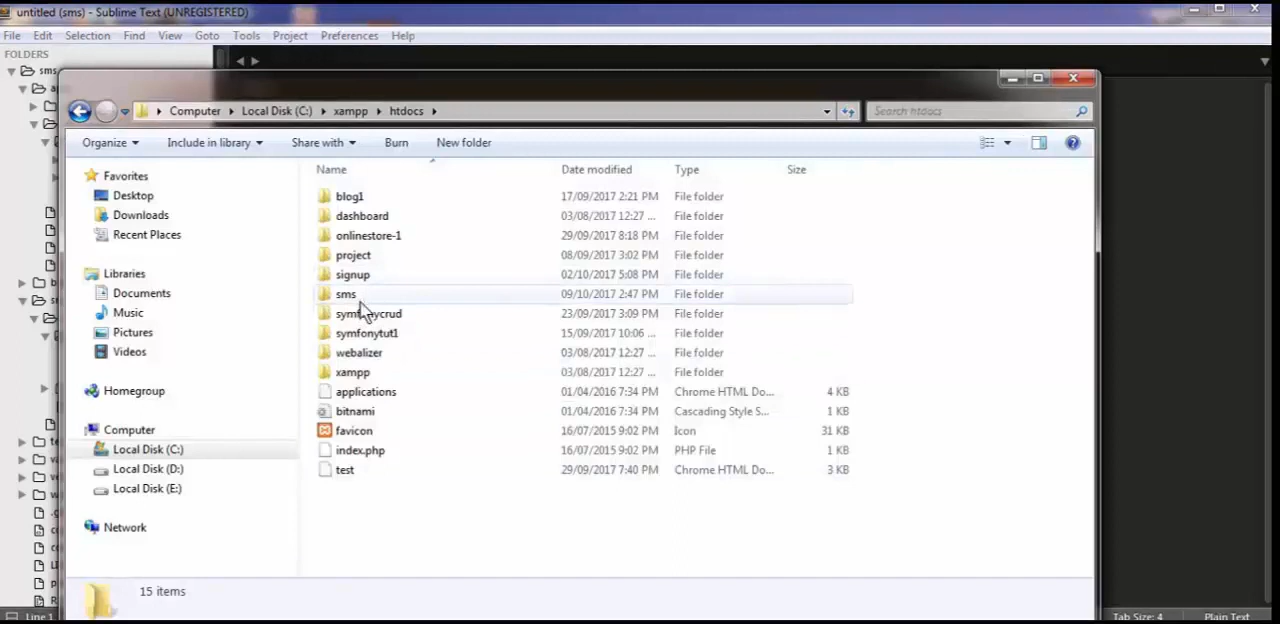 untitled (sms) - Sublime Text (UNREGISTERED)
File Edit Selection Find View Goto Tools Project Preferences Help
FOLDERS
sms
Computer Local Disk (C:) xampp htdocs Search htdocs
Organize Include in library Share with Burn New folder
Name Date modified Type Size
Favorites
Desktop
Downloads
Recent Places
Libraries
Documents
Music
Pictures
Videos
Homegroup
Computer
Local Disk (C:)
Local Disk (D:)
Local Disk (E:)
Network
blog1 17/09/2017 2:21 PM File folder
dashboard 03/08/2017 12:27 ... File folder
onlinestore-1 29/09/2017 8:18 PM File folder
project 08/09/2017 3:02 PM File folder
signup 02/10/2017 5:08 PM File folder
sms 09/10/2017 2:47 PM File folder
symfonycrud 23/09/2017 3:09 PM File folder
symfonytut1 15/09/2017 10:06 ... File folder
webalizer 03/08/2017 12:27 ... File folder
xampp 03/08/2017 12:27 ... File folder
applications 01/04/2016 7:34 PM Chrome HTML Do... 4 KB
bitnami 01/04/2016 7:34 PM Cascading Style S... 1 KB
favicon 16/07/2015 9:02 PM Icon 31 KB
index.php 16/07/2015 9:02 PM PHP File 1 KB
test 29/09/2017 7:40 PM Chrome HTML Do... 3 KB
15 items
Line 1 Tab Size: 4 Plain Text